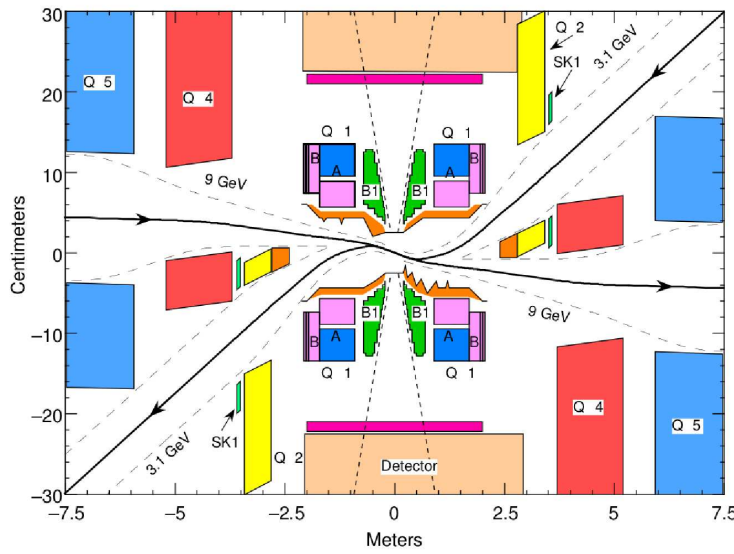 30
20
10
0
−10
−20
−30
Centimeters
−7.5
−5
−2.5
0
2.5
5
7.5
Meters
Q 5
Q 4
Q 2
SK1
3.1 GeV
Q 1
Q 1
B
A
B1
B1
A
B
9 GeV
9 GeV
B
A
B1
B1
A
B
Q 1
Q 1
SK1
Q 2
3.1 GeV
Detector
Q 4
Q 5